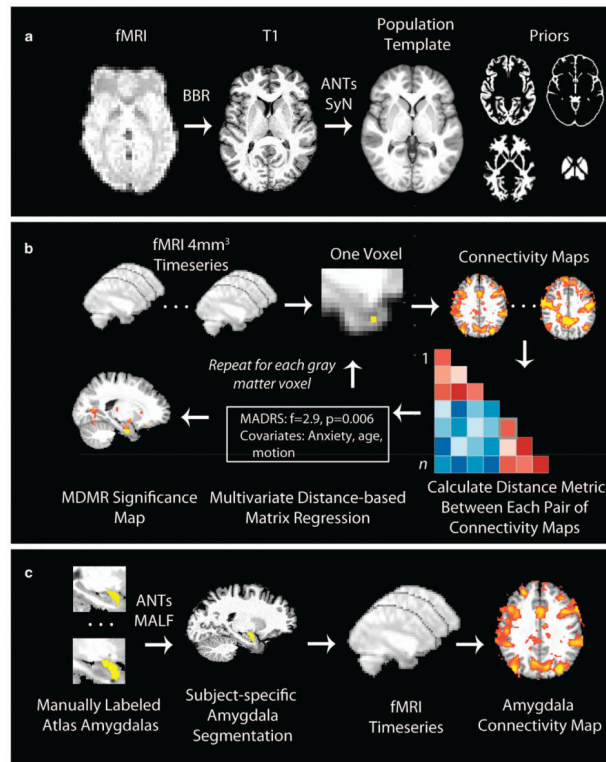 a
fMRI
T1
Population
Template
Priors
BBR
ANTs
SyN
b
fMRI 4mm³
Timeseries
One Voxel
Connectivity Maps
. . .
. . .
Repeat for each gray
matter voxel
1
n
MADRS: f=2.9, p=0.006
Covariates: Anxiety, age,
motion
MDMR Significance
Map
Multivariate Distance-based
Matrix Regression
Calculate Distance Metric
Between Each Pair of
Connectivity Maps
c
ANTs
MALF
. . .
Manually Labeled
Atlas Amygdalas
Subject-specific
Amygdala
Segmentation
fMRI
Timeseries
Amygdala
Connectivity Map